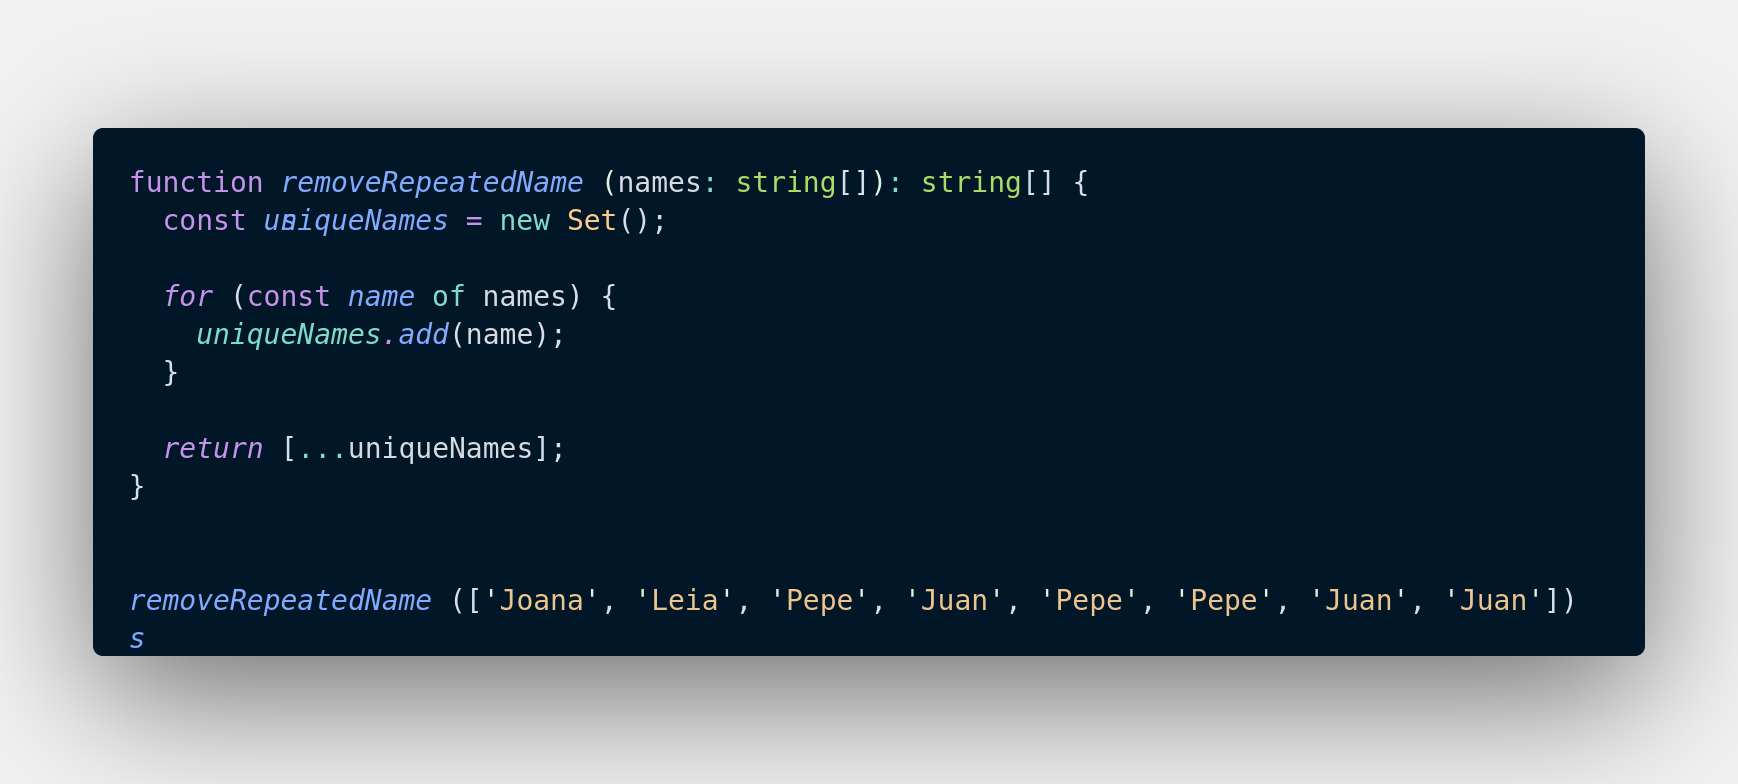 function removeRepeatedName (names: string[]): string[] {
const uniqueNames = new Set();
for (const name of names) {
uniqueNames.add(name);
}
return [...uniqueNames];
}
removeRepeatedName (['Joana', 'Leia', 'Pepe', 'Juan', 'Pepe', 'Pepe', 'Juan', 'Juan'])
s